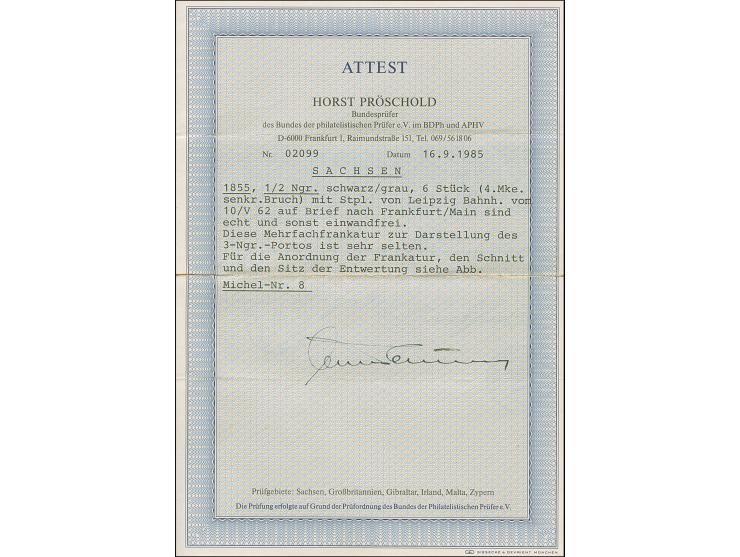 ATTEST
HORST PRÖSCHOLD
Bundesprüfer
des Bundes der philatelistischen Prüfer e.V. im BDPh und APHV
D-6000 Frankfurt 1, Raimundstraße 151, Tel. 069/561806
Nr. 02099 Datum 16.9.1985
S A C H S E N
1855, 1/2 Ngr. schwarz/grau, 6 Stück (4.Mke.
senkr.Bruch) mit Stpl. von Leipzig Bahnh. vom
10/V 62 auf Brief nach Frankfurt/Main sind
echt und sonst einwandfrei.
Diese Mehrfachfrankatur zur Darstellung des
3-Ngr.-Portos ist sehr selten.
Für die Anordnung der Frankatur, den Schnitt
und den Sitz der Entwertung siehe Abb.
Michel-Nr. 8
Prüfgebiete: Sachsen, Großbritannien, Gibraltar, Irland, Malta, Zypern
Die Prüfung erfolgte auf Grund der Prüfordnung des Bundes der Philatelistischen Prüfer e.V.
GIESECKE & DEVRIENT MÜNCHEN